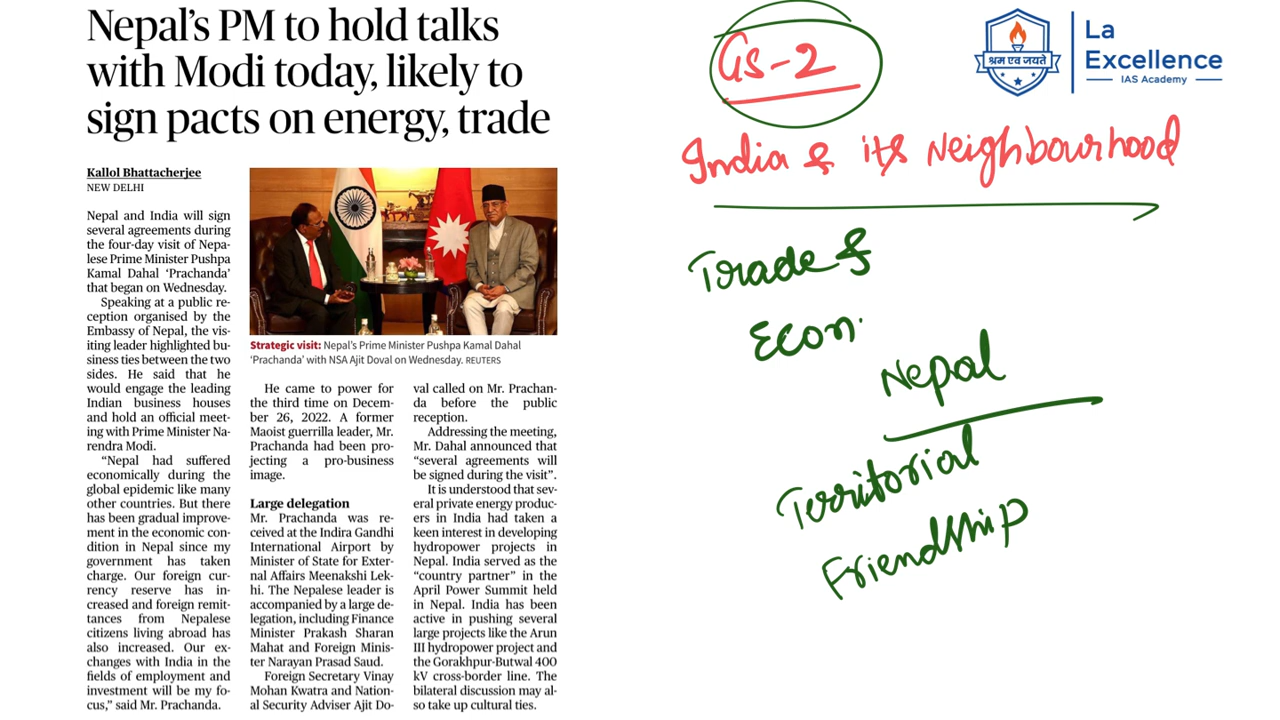 Nepal's PM to hold talks
with Modi today, likely to
sign pacts on energy, trade
Kallol Bhattacherjee
NEW DELHI
Nepal and India will sign
several agreements during
the four-day visit of Nepa-
lese Prime Minister Pushpa
Kamal Dahal ‘Prachanda’
that began on Wednesday.
Speaking at a public re-
ception organised by the
Embassy of Nepal, the vis-
iting leader highlighted bu-
siness ties between the two
sides. He said that he
would engage the leading
Indian business houses
and hold an official meet-
ing with Prime Minister Na-
rendra Modi.
“Nepal had suffered
economically during the
global epidemic like many
other countries. But there
has been gradual improve-
ment in the economic con-
dition in Nepal since my
government has taken
charge. Our foreign cur-
rency reserve has in-
creased and foreign remit-
tances from Nepalese
citizens living abroad has
also increased. Our ex-
changes with India in the
fields of employment and
investment will be my fo-
cus,” said Mr. Prachanda.
Strategic visit: Nepal's Prime Minister Pushpa Kamal Dahal
‘Prachanda’ with NSA Ajit Doval on Wednesday. REUTERS
He came to power for
the third time on Decem-
ber 26, 2022. A former
Maoist guerrilla leader, Mr.
Prachanda had been pro-
jecting a pro-business
image.
Large delegation
Mr. Prachanda was re-
ceived at the Indira Gandhi
International Airport by
Minister of State for Exter-
nal Affairs Meenakshi Lek-
hi. The Nepalese leader is
accompanied by a large de-
legation, including Finance
Minister Prakash Sharan
Mahat and Foreign Minis-
ter Narayan Prasad Saud.
Foreign Secretary Vinay
Mohan Kwatra and Nation-
al Security Adviser Ajit Do-
val called on Mr. Prachan-
da before the public
reception.
Addressing the meeting,
Mr. Dahal announced that
“several agreements will
be signed during the visit”.
It is understood that sev-
eral private energy produc-
ers in India had taken a
keen interest in developing
hydropower projects in
Nepal. India served as the
“country partner” in the
April Power Summit held
in Nepal. India has been
active in pushing several
large projects like the Arun
III hydropower project and
the Gorakhpur-Butwal 400
kV cross-border line. The
bilateral discussion may al-
so take up cultural ties.
GS-2
श्रम एव जयते
La
Excellence
IAS Academy
India & its Neighbourhood
Trade &
Econ.
Nepal
Territorial
Friendship